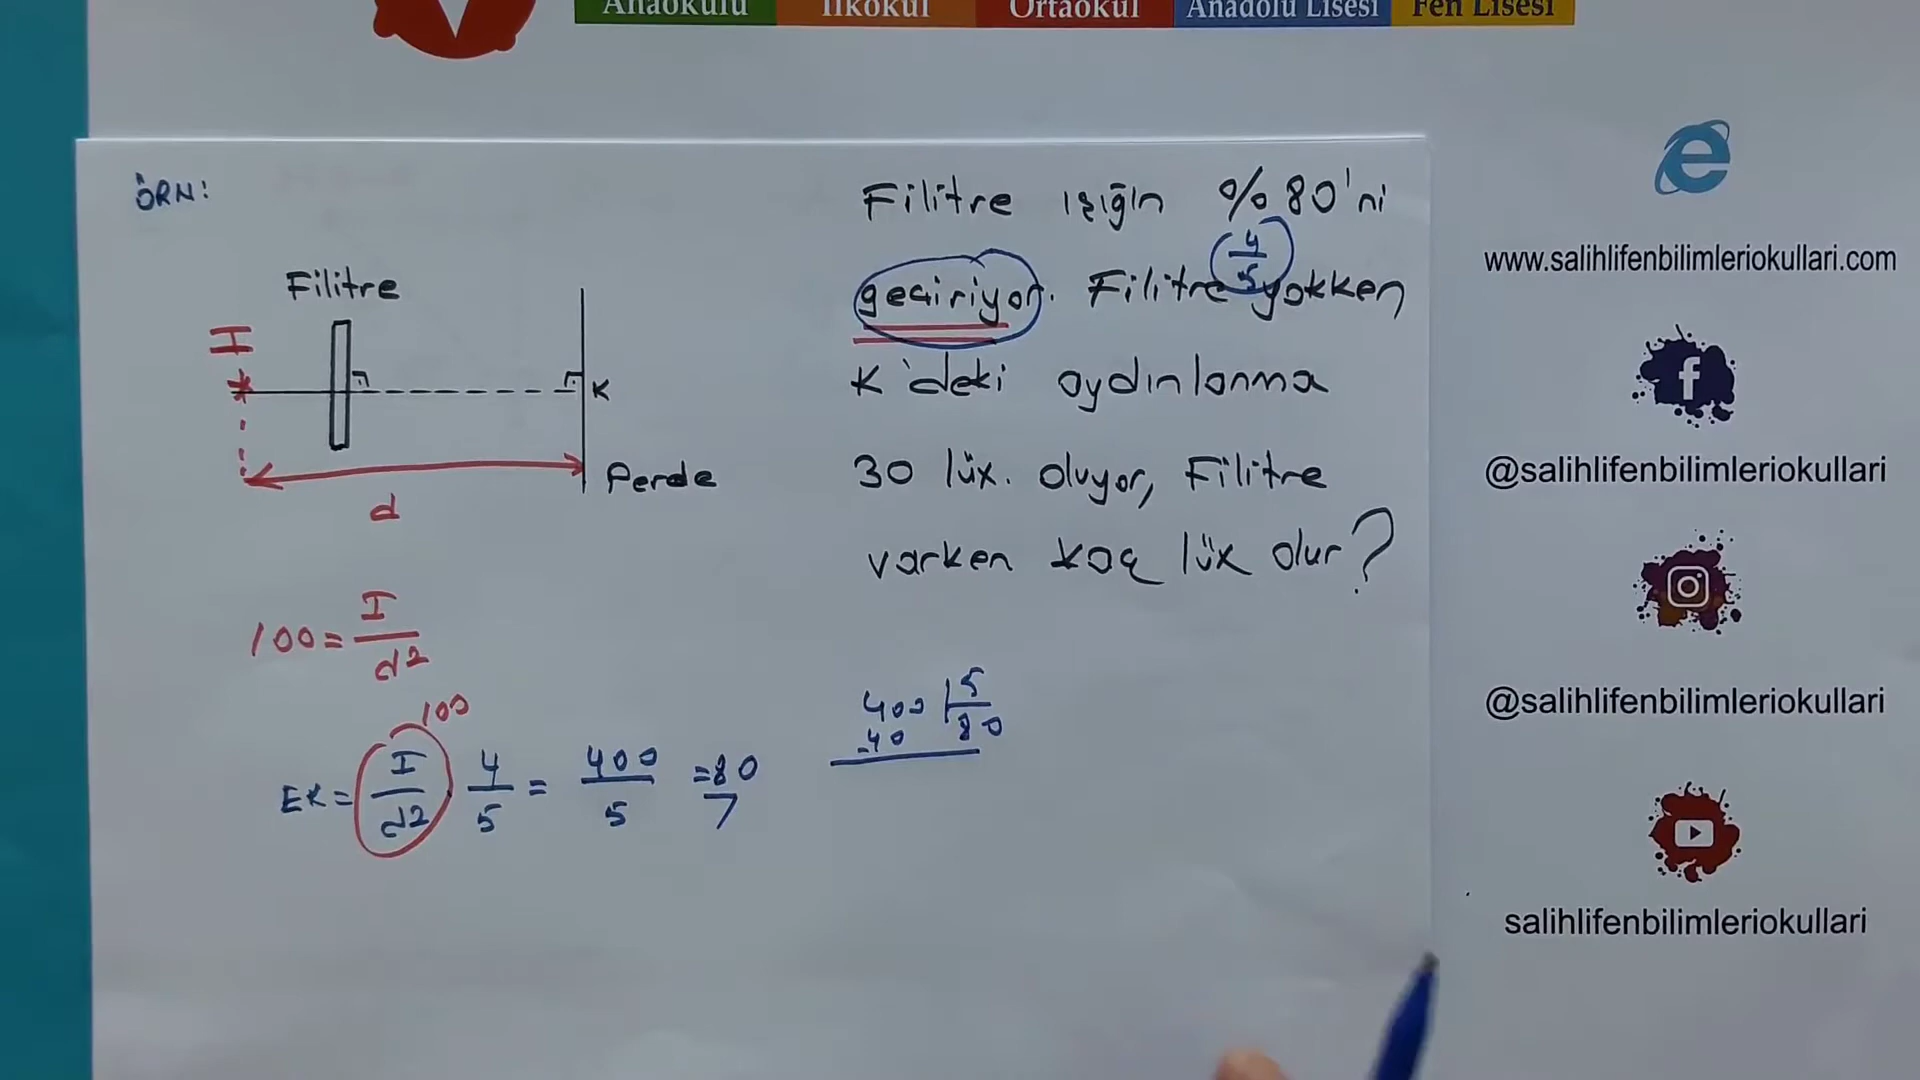 Anaokulu İlkokul Ortaokul Anadolu Lisesi Fen Lisesi
ÖRN:
Filitre
I
K
Perde
d
Filitre ışığın %80'ni
4
5
geçiriyor. Filitre yokken
K'deki aydınlanma
30 lüx. oluyor, Filitre
varken kaç lüx olur?
100 = I
d2
100
EK = I 4 = 400 = 80
d2 5 5 7
400 5
-40 80
www.salihlifenbilimleriokullari.com
@salihlifenbilimleriokullari
@salihlifenbilimleriokullari
salihlifenbilimleriokullari